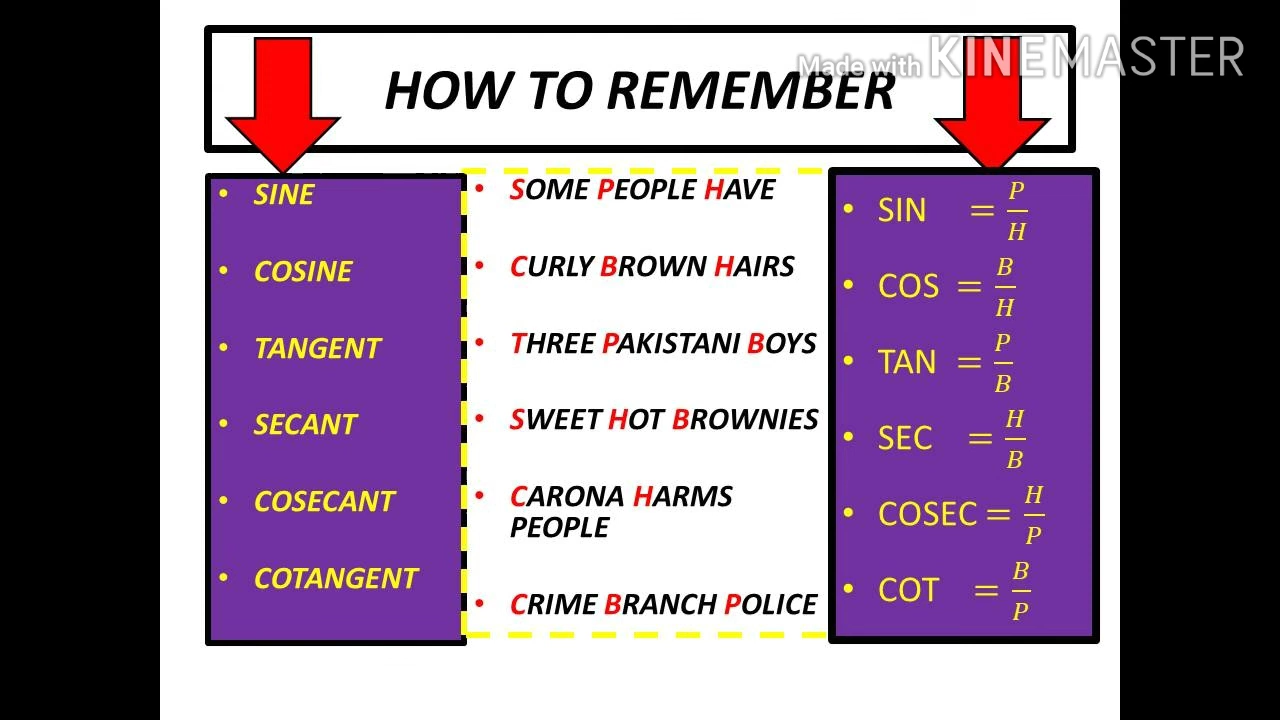 Made with KINEMASTER
HOW TO REMEMBER
• SINE
• COSINE
• TANGENT
• SECANT
• COSECANT
• COTANGENT
• SOME PEOPLE HAVE
• CURLY BROWN HAIRS
• THREE PAKISTANI BOYS
• SWEET HOT BROWNIES
• CARONA HARMS
PEOPLE
• CRIME BRANCH POLICE
• SIN = P/H
• COS = B/H
• TAN = P/B
• SEC = H/B
• COSEC = H/P
• COT = B/P